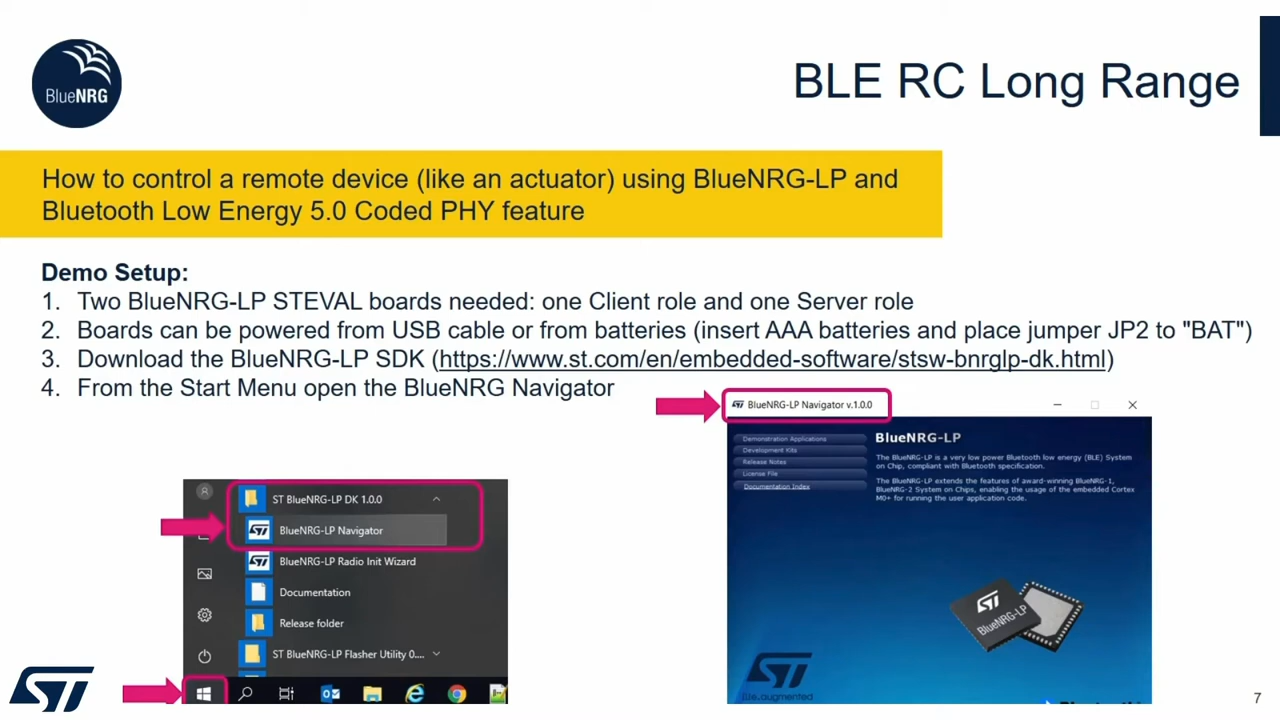 BlueNRG
BLE RC Long Range
How to control a remote device (like an actuator) using BlueNRG-LP and
Bluetooth Low Energy 5.0 Coded PHY feature
Demo Setup:
1. Two BlueNRG-LP STEVAL boards needed: one Client role and one Server role
2. Boards can be powered from USB cable or from batteries (insert AAA batteries and place jumper JP2 to "BAT")
3. Download the BlueNRG-LP SDK (https://www.st.com/en/embedded-software/stsw-bnrglp-dk.html)
4. From the Start Menu open the BlueNRG Navigator
BlueNRG-LP Navigator v.1.0.0
Demonstration Applications
Development Kits
Release Notes
License File
Documentation Index
BlueNRG-LP
The BlueNRG-LP is a very low power Bluetooth low energy (BLE) System
on Chip, compliant with Bluetooth specification.
The BlueNRG-LP extends the features of award-winning BlueNRG-1,
BlueNRG-2 System on Chips, enabling the usage of the embedded Cortex
M0+ for running the user application code.
ST
BlueNRG-LP
ST
life.augmented
ST BlueNRG-LP DK 1.0.0
ST
BlueNRG-LP Navigator
ST
BlueNRG-LP Radio Init Wizard
Documentation
Release folder
ST BlueNRG-LP Flasher Utility 0....
ST
7